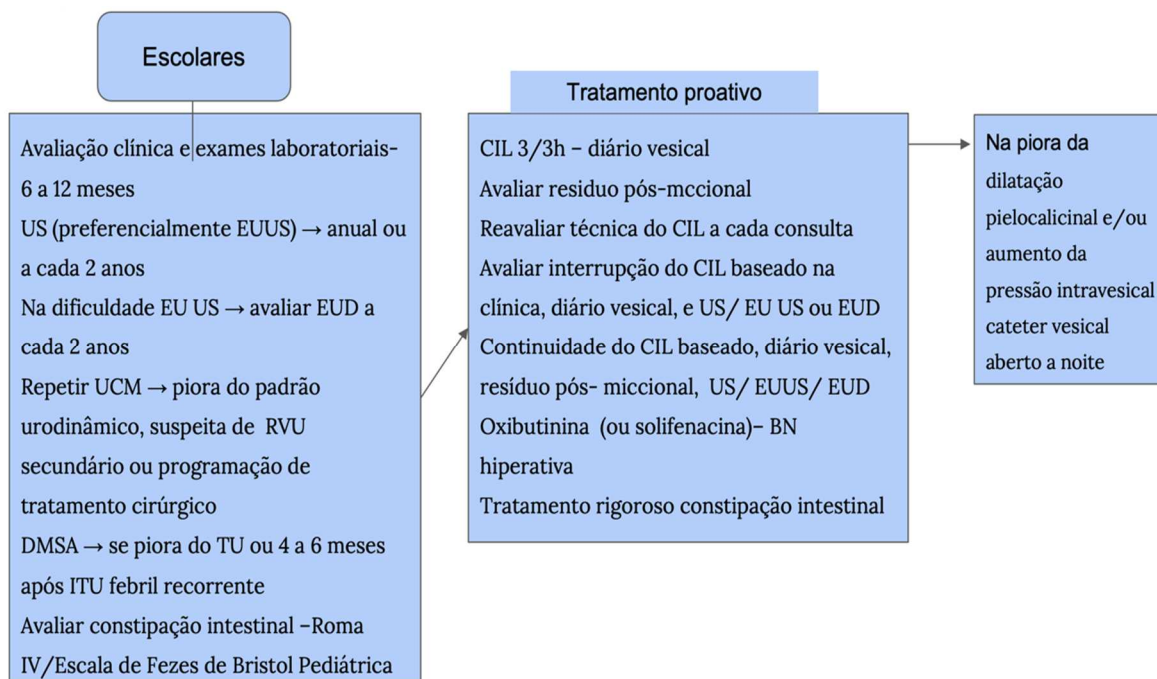 Escolares
Avaliação clínica e exames laboratoriais-
6 a 12 meses
US (preferencialmente EUUS) → anual ou
a cada 2 anos
Na dificuldade EU US → avaliar EUD a
cada 2 anos
Repetir UCM → piora do padrão
urodinâmico, suspeita de RVU
secundário ou programação de
tratamento cirúrgico
DMSA → se piora do TU ou 4 a 6 meses
após ITU febril recorrente
Avaliar constipação intestinal –Roma
IV/Escala de Fezes de Bristol Pediátrica
Tratamento proativo
CIL 3/3h – diário vesical
Avaliar residuo pós-mccional
Reavaliar técnica do CIL a cada consulta
Avaliar interrupção do CIL baseado na
clínica, diário vesical, e US/ EU US ou EUD
Continuidade do CIL baseado, diário vesical,
resíduo pós- miccional, US/ EUUS/ EUD
Oxibutinina (ou solifenacina)– BN
hiperativa
Tratamento rigoroso constipação intestinal
Na piora da
dilatação
pielocalicinal e/ou
aumento da
pressão intravesical
cateter vesical
aberto a noite